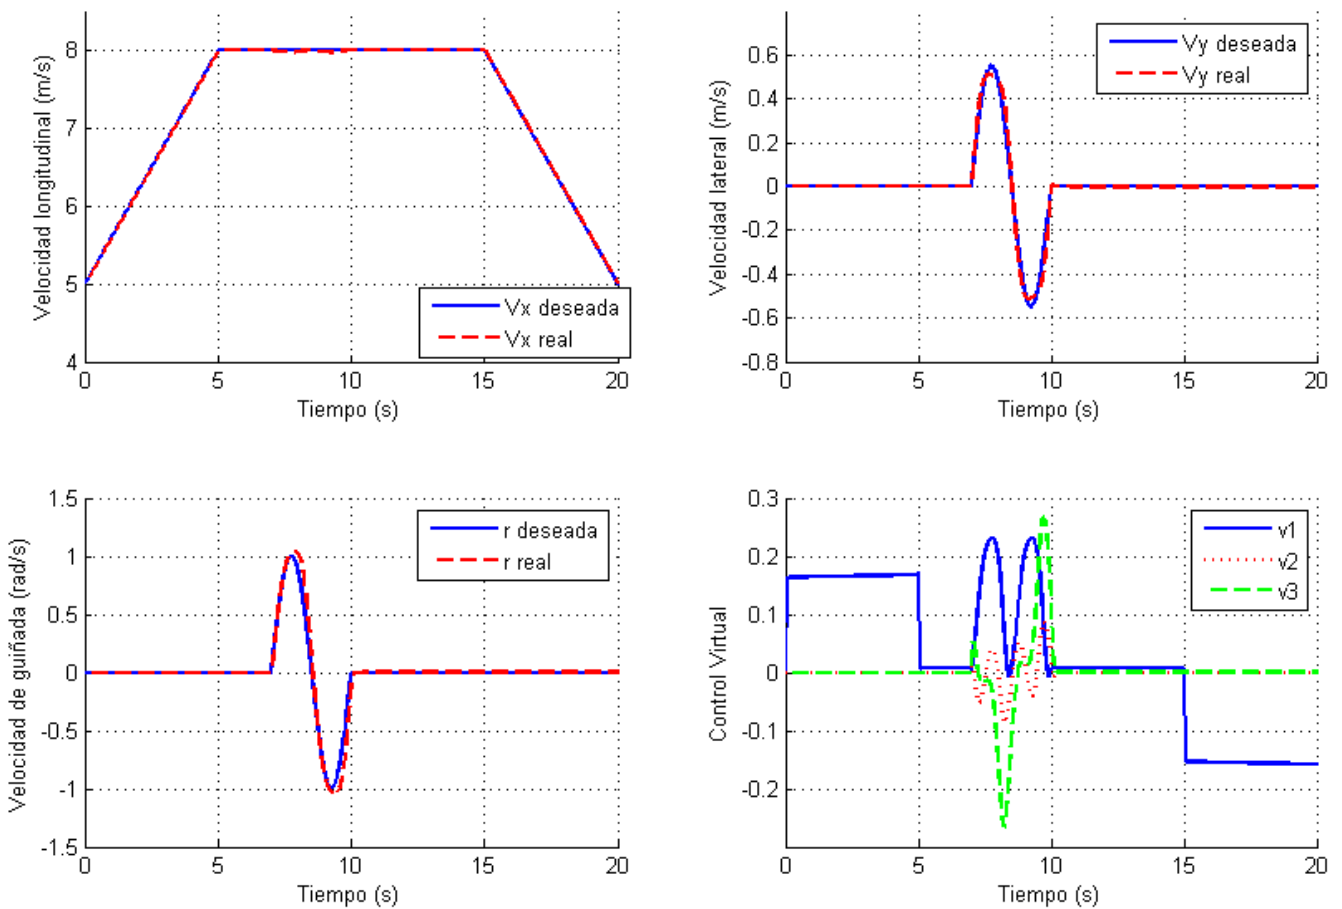 Velocidad longitudinal (m/s)
9
8
7
6
5
4
0
5
10
15
20
Tiempo (s)
Vx deseada
Vx real
Velocidad lateral (m/s)
0.6
0.4
0.2
0
-0.2
-0.4
-0.6
-0.8
0
5
10
15
20
Tiempo (s)
Vy deseada
Vy real
Velocidad de guiñada (rad/s)
1.5
1
0.5
0
-0.5
-1
-1.5
0
5
10
15
20
Tiempo (s)
r deseada
r real
Control Virtual
0.3
0.2
0.1
0
-0.1
-0.2
0
5
10
15
20
Tiempo (s)
v1
v2
v3